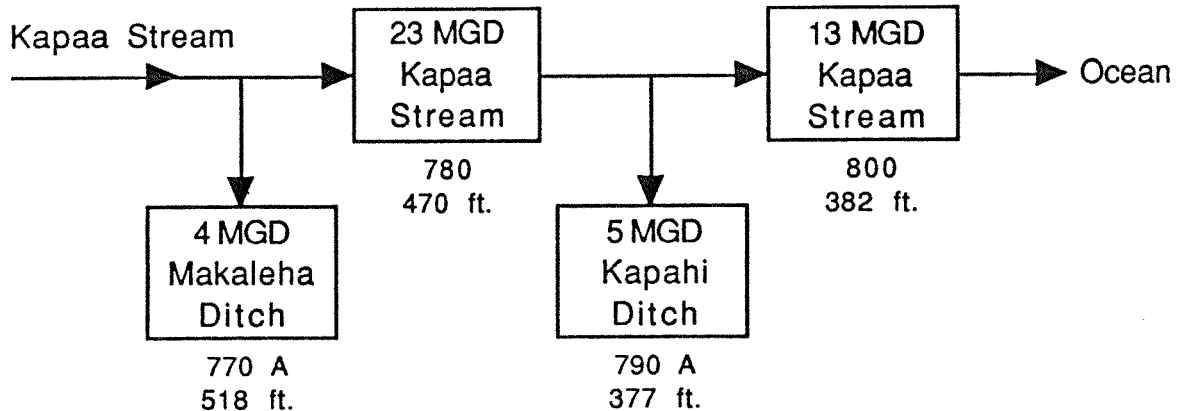 Kapaa Stream
23 MGD
Kapaa
Stream
780
470 ft.
13 MGD
Kapaa
Stream
800
382 ft.
Ocean
4 MGD
Makaleha
Ditch
770 A
518 ft.
5 MGD
Kapahi
Ditch
790 A
377 ft.